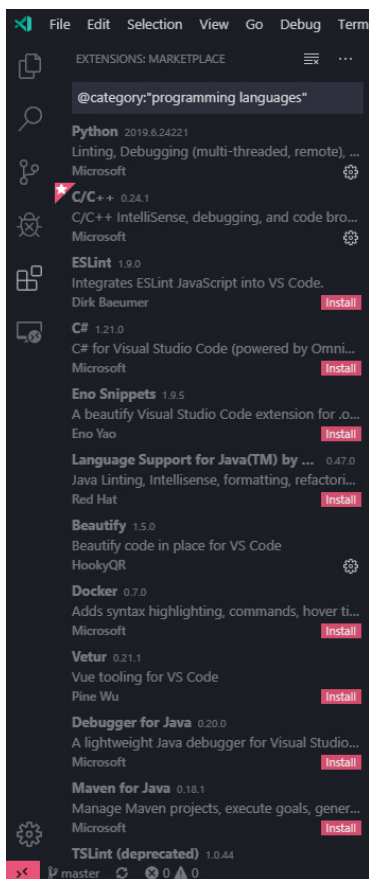 File Edit Selection View Go Debug Term
EXTENSIONS: MARKETPLACE
@category:"programming languages"
Python 2019.6.24221
Linting, Debugging (multi-threaded, remote), ...
Microsoft
C/C++ 0.24.1
C/C++ IntelliSense, debugging, and code bro...
Microsoft
ESLint 1.9.0
Integrates ESLint JavaScript into VS Code.
Dirk Baeumer Install
C# 1.21.0
C# for Visual Studio Code (powered by Omni...
Microsoft Install
Eno Snippets 1.9.5
A beautify Visual Studio Code extension for .o...
Eno Yao Install
Language Support for Java(TM) by ... 0.47.0
Java Linting, Intellisense, formatting, refactori...
Red Hat Install
Beautify 1.5.0
Beautify code in place for VS Code
HookyQR
Docker 0.7.0
Adds syntax highlighting, commands, hover ti...
Microsoft Install
Vetur 0.21.1
Vue tooling for VS Code
Pine Wu Install
Debugger for Java 0.20.0
A lightweight Java debugger for Visual Studio...
Microsoft Install
Maven for Java 0.18.1
Manage Maven projects, execute goals, gener...
Microsoft Install
TSLint (deprecated) 1.0.44
master 0 0